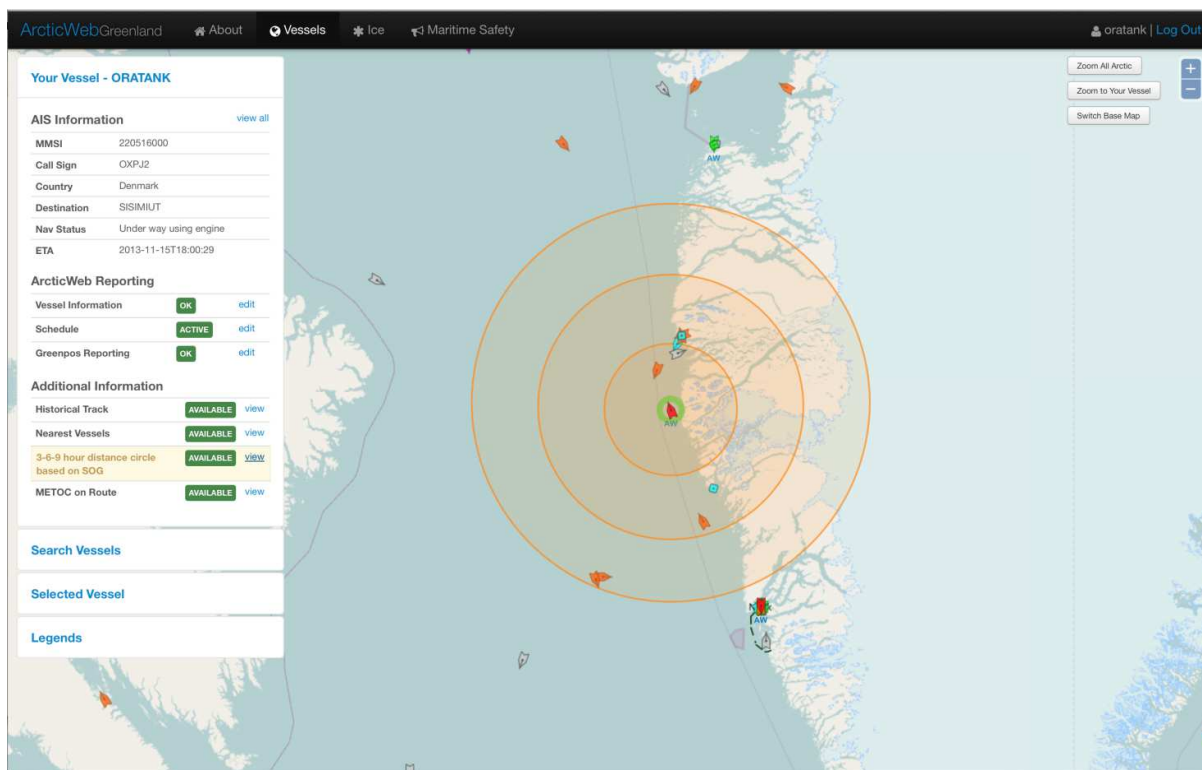 ArcticWebGreenland About Vessels Ice Maritime Safety oratank | Log Out
Your Vessel - ORATANK
AIS Information view all
MMSI 220516000
Call Sign OXPJ2
Country Denmark
Destination SISIMIUT
Nav Status Under way using engine
ETA 2013-11-15T18:00:29
ArcticWeb Reporting
Vessel Information OK edit
Schedule ACTIVE edit
Greenpos Reporting OK edit
Additional Information
Historical Track AVAILABLE view
Nearest Vessels AVAILABLE view
3-6-9 hour distance circle
based on SOG AVAILABLE view
METOC on Route AVAILABLE view
Search Vessels
Selected Vessel
Legends
Zoom All Arctic
Zoom to Your Vessel
Switch Base Map
+
−
AW
AW
AW